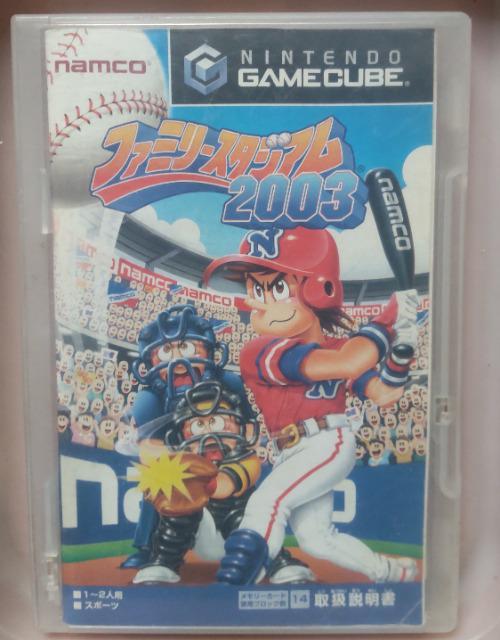 namco
NINTENDO
GAMECUBE
ファミリースタジアム
2003
N
namco
namco
namco
namco
N
n
■1〜2人用
■スポーツ
メモリーカード
使用ブロック数
14
取扱説明書